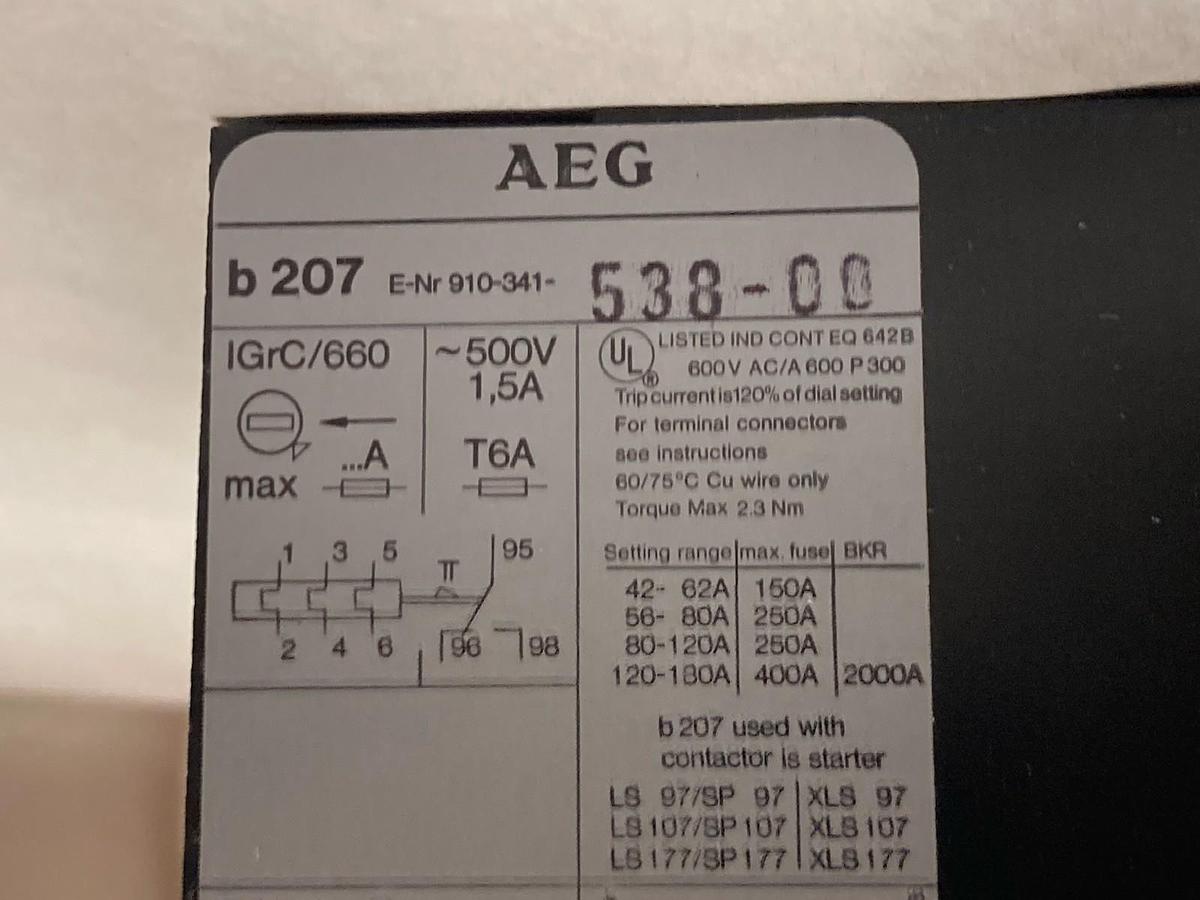 AEG
b 207 E-Nr 910-341- 538-00
IGrC/660
~500V
1,5A
...A
max
T6A
1 3 5 95
2 4 6 96 98
UL® LISTED IND CONT EQ 642B
600V AC/A 600 P 300
Trip current is 120% of dial setting
For terminal connectors
see instructions
60/75°C Cu wire only
Torque Max 2.3 Nm
Setting range max. fuse BKR
42- 62A 150A
56- 80A 250A
80-120A 250A
120-180A 400A 2000A
b 207 used with
contactor is starter
LS 97/SP 97 XLS 97
LS 107/SP 107 XLS 107
LS 177/SP 177 XLS 177